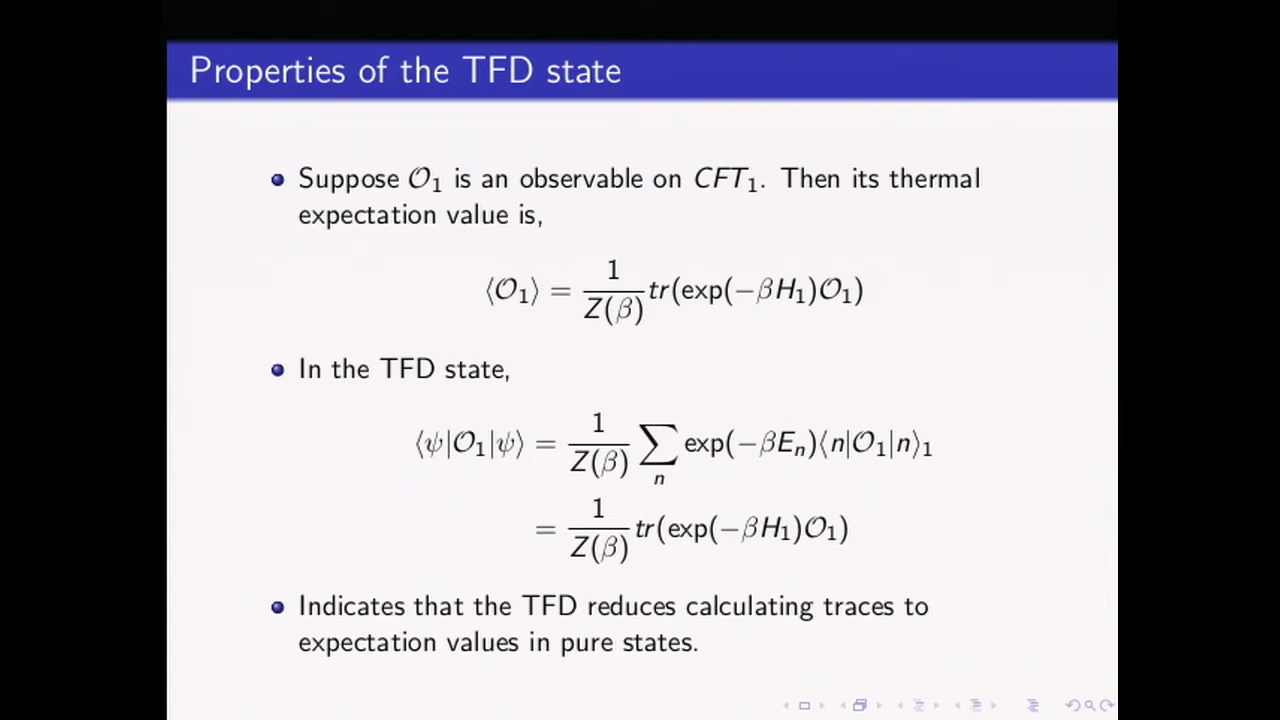 Properties of the TFD state
Suppose 𝒪₁ is an observable on CFT₁. Then its thermal
expectation value is,
⟨𝒪₁⟩ = 1/Z(β) tr(exp(−βH₁)𝒪₁)
In the TFD state,
⟨ψ|𝒪₁|ψ⟩ = 1/Z(β) ∑ₙ exp(−βEₙ)⟨n|𝒪₁|n⟩₁
= 1/Z(β) tr(exp(−βH₁)𝒪₁)
Indicates that the TFD reduces calculating traces to
expectation values in pure states.